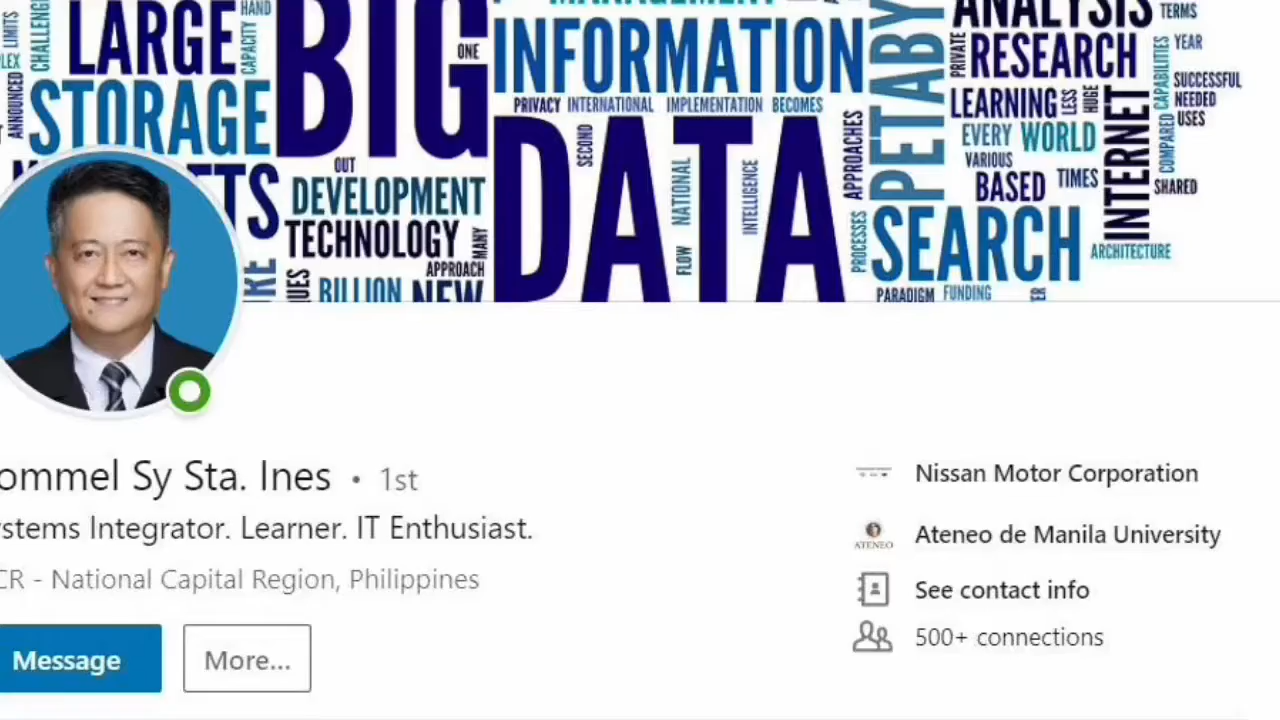 LARGE
STORAGE
BIG
ONE
HAND
CAPACITY
LIMITS
ANNOUNCED
INFORMATION
PRIVACY INTERNATIONAL IMPLEMENTATION BECOMES
DATA
SECOND
NATIONAL
FLOW
INTELLIGENCE
APPROACHES
PROCESSES
OUT
DEVELOPMENT
TECHNOLOGY
MANY
APPROACH
BILLION NEW
ANALYSIS
TERMS
PRIVATE
RESEARCH
YEAR
CAPABILITIES
SUCCESSFUL
NEEDED
USES
LEARNING
LESS
HUGE
EVERY WORLD
VARIOUS
BASED TIMES
INTERNET
COMPARED
SHARED
SEARCH
ARCHITECTURE
PARADIGM FUNDING
ommel Sy Sta. Ines • 1st
ystems Integrator. Learner. IT Enthusiast.
CR - National Capital Region, Philippines
Message
More...
Nissan Motor Corporation
ATENEO
Ateneo de Manila University
See contact info
500+ connections